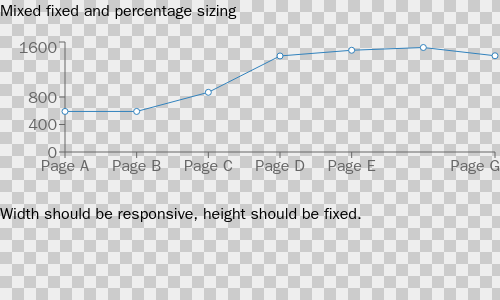 Mixed fixed and percentage sizing
1600
800
400
0
Page A Page B Page C Page D Page E Page G
Width should be responsive, height should be fixed.